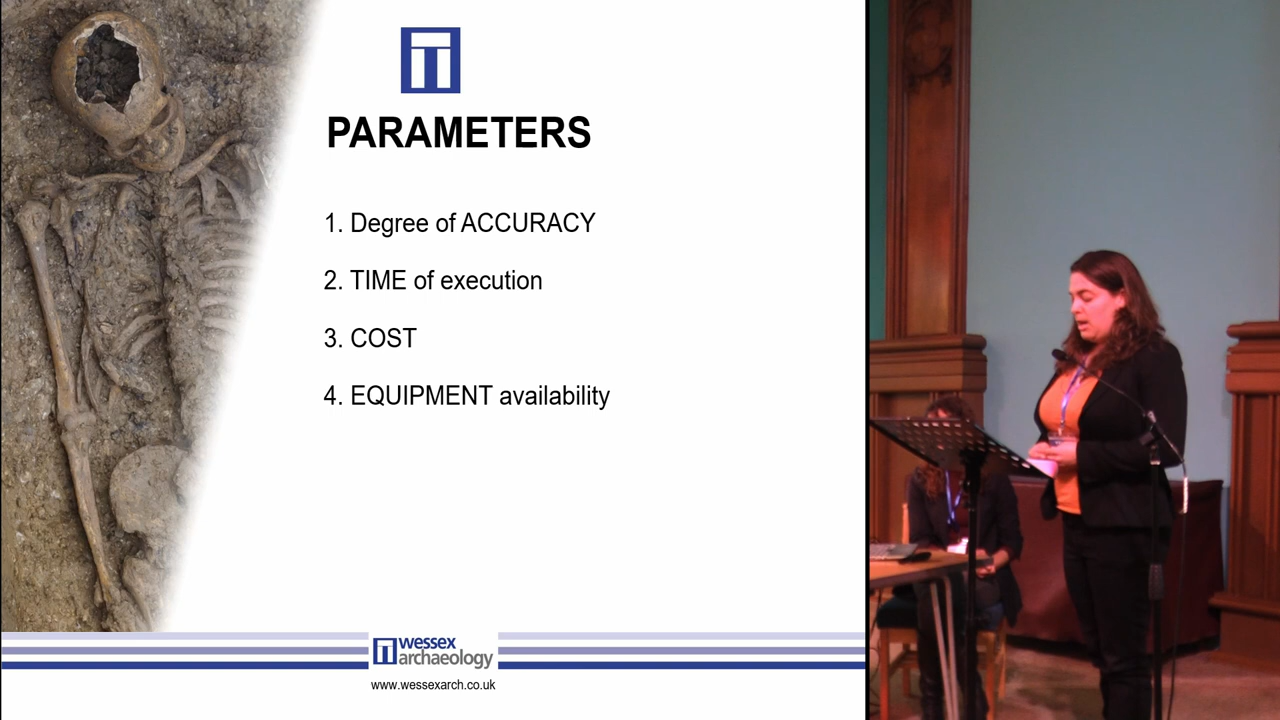 PARAMETERS
1. Degree of ACCURACY
2. TIME of execution
3. COST
4. EQUIPMENT availability
wessex
archaeology
www.wessexarch.co.uk